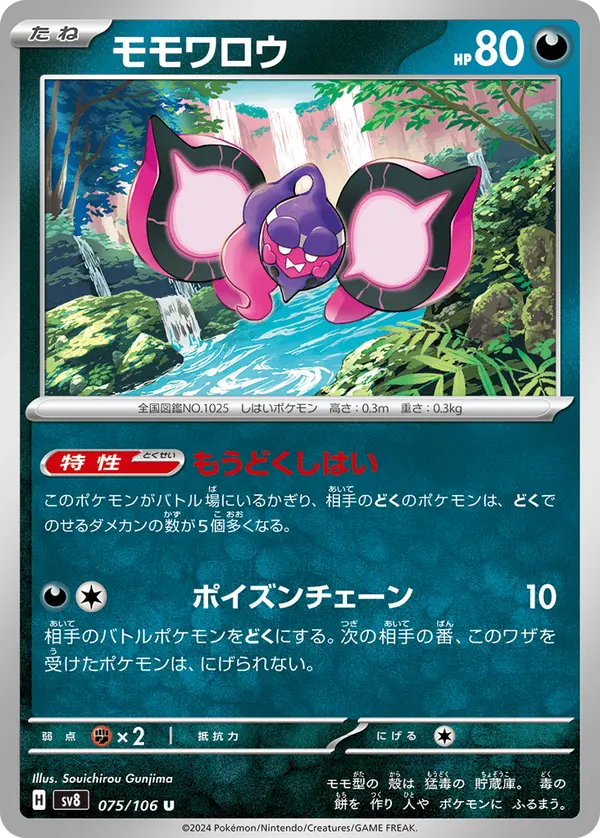 たね
モモワロウ
HP80
全国図鑑NO.1025 しはいポケモン 高さ:0.3m 重さ:0.3kg
特性 とくせい もうどくしはい
このポケモンがバトル場にいるかぎり、相手のどくのポケモンは、どくで
のせるダメカンの数が5個多くなる。
ポイズンチェーン 10
相手のバトルポケモンをどくにする。次の相手の番、このワザを
受けたポケモンは、にげられない。
弱点 ×2 抵抗力 にげる
Illus. Souichirou Gunjima
H sv8 075/106 U
モモ型の 殻は 猛毒の 貯蔵庫。 毒の
餅を 作り 人や ポケモンに ふるまう。
©2024 Pokémon/Nintendo/Creatures/GAME FREAK.